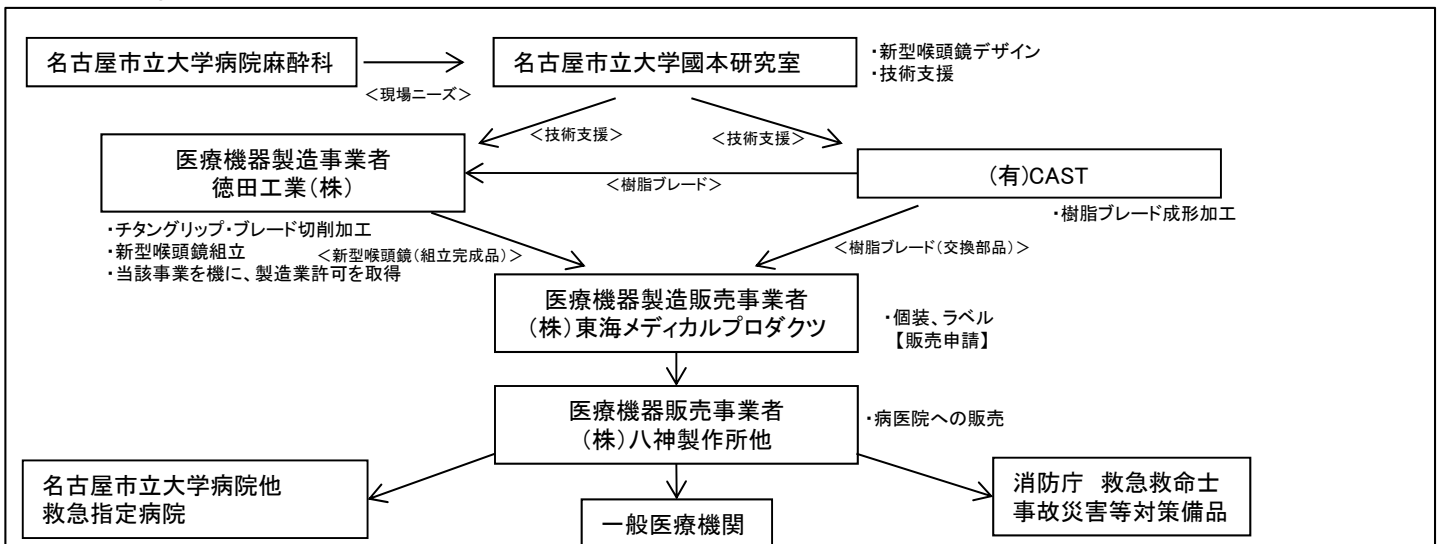 名古屋市立大学病院麻酔科
＜現場ニーズ＞
名古屋市立大学國本研究室
・新型喉頭鏡デザイン
・技術支援
＜技術支援＞
＜技術支援＞
医療機器製造事業者
徳田工業(株)
＜樹脂ブレード＞
(有)CAST
・チタングリップ・ブレード切削加工
・新型喉頭鏡組立
・当該事業を機に、製造業許可を取得
＜新型喉頭鏡(組立完成品)＞
・樹脂ブレード成形加工
＜樹脂ブレード(交換部品)＞
医療機器製造販売事業者
(株)東海メディカルプロダクツ
・個装、ラベル
【販売申請】
医療機器販売事業者
(株)八神製作所他
・病医院への販売
名古屋市立大学病院他
救急指定病院
一般医療機関
消防庁 救急救命士
事故災害等対策備品